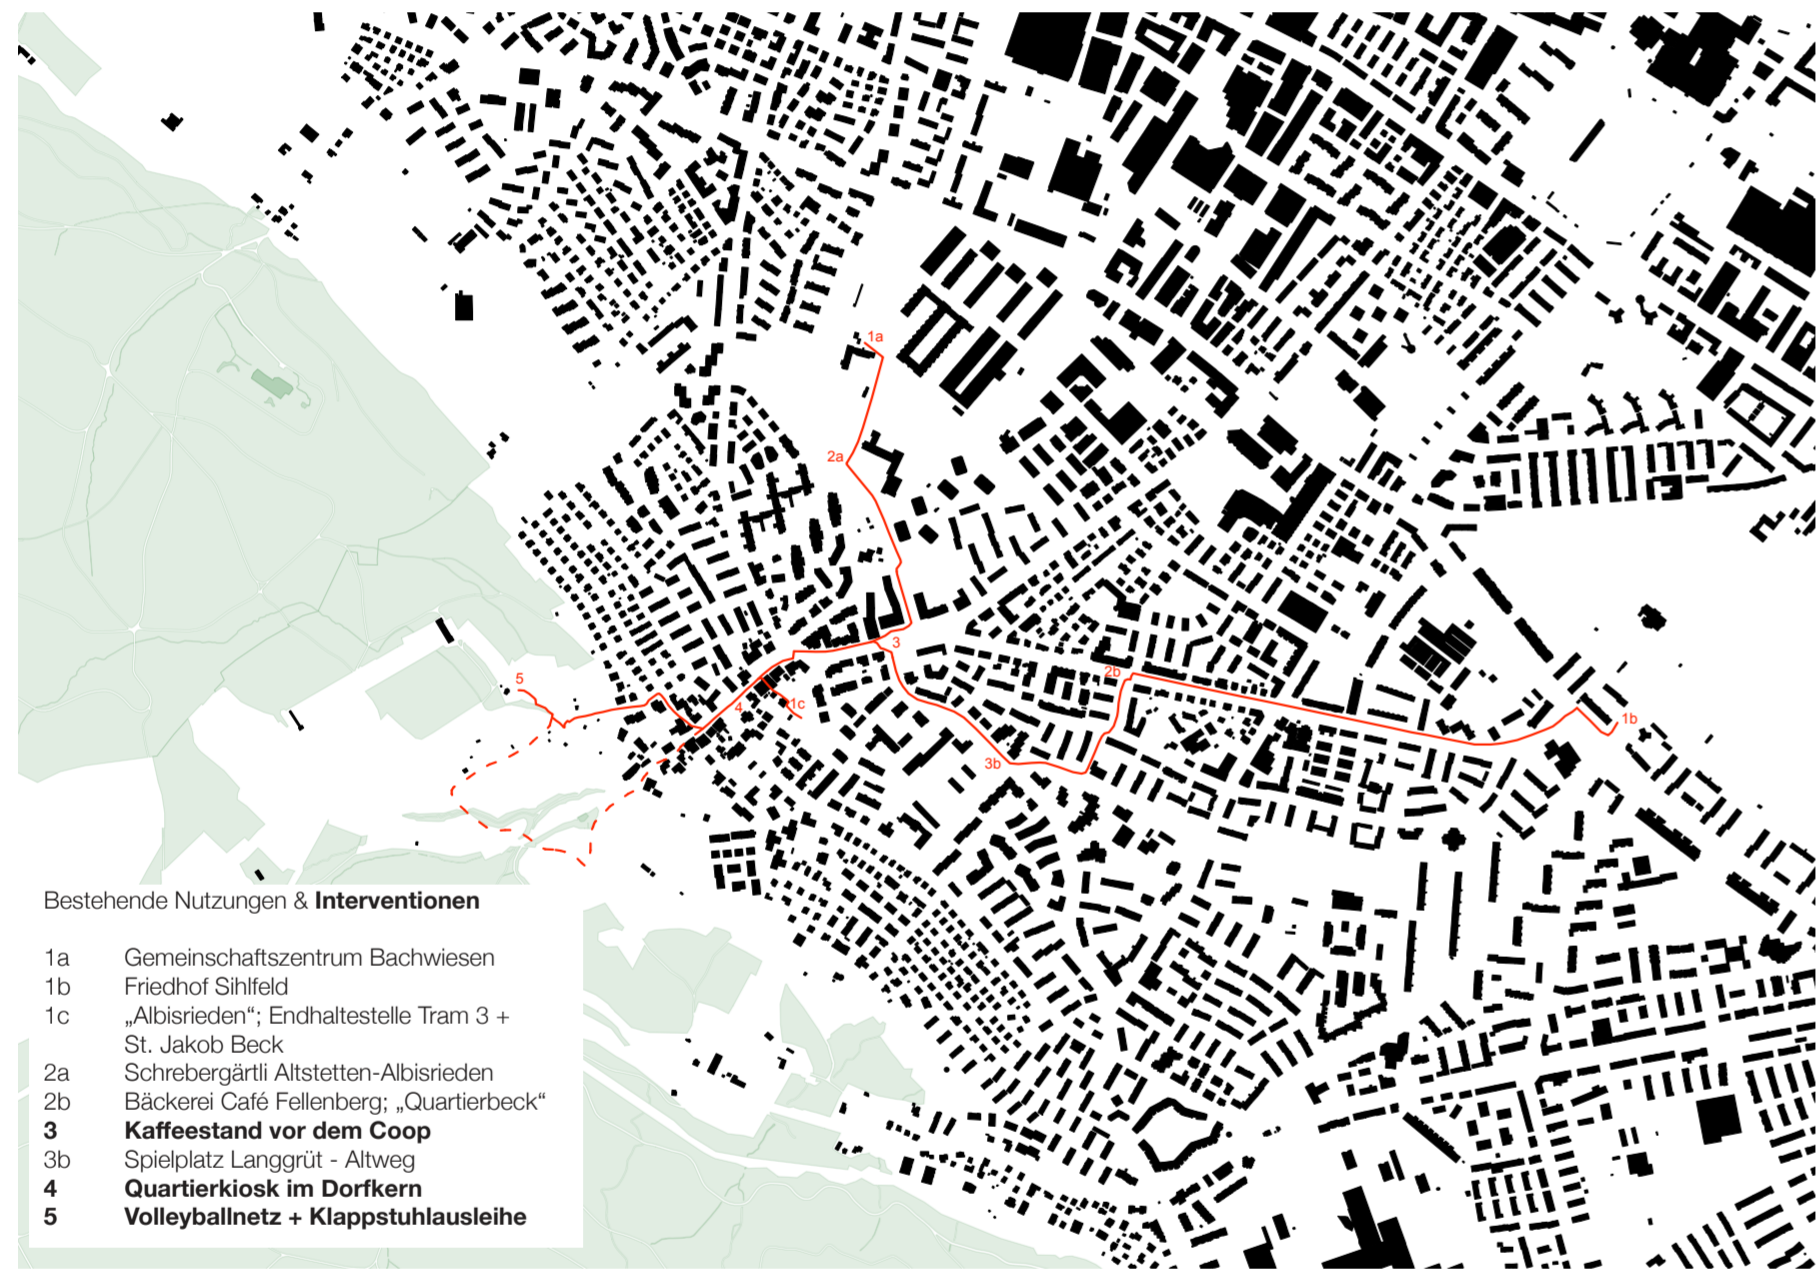 1a
2a
3
2b
5
1c
4
1b
3b
Bestehende Nutzungen & Interventionen
1a Gemeinschaftszentrum Bachwiesen
1b Friedhof Sihlfeld
1c „Albisrieden“; Endhaltestelle Tram 3 +
St. Jakob Beck
2a Schrebergärtli Altstetten-Albisrieden
2b Bäckerei Café Fellenberg; „Quartierbeck“
3 Kaffeestand vor dem Coop
3b Spielplatz Langgrüt - Altweg
4 Quartierkiosk im Dorfkern
5 Volleyballnetz + Klappstuhlausleihe